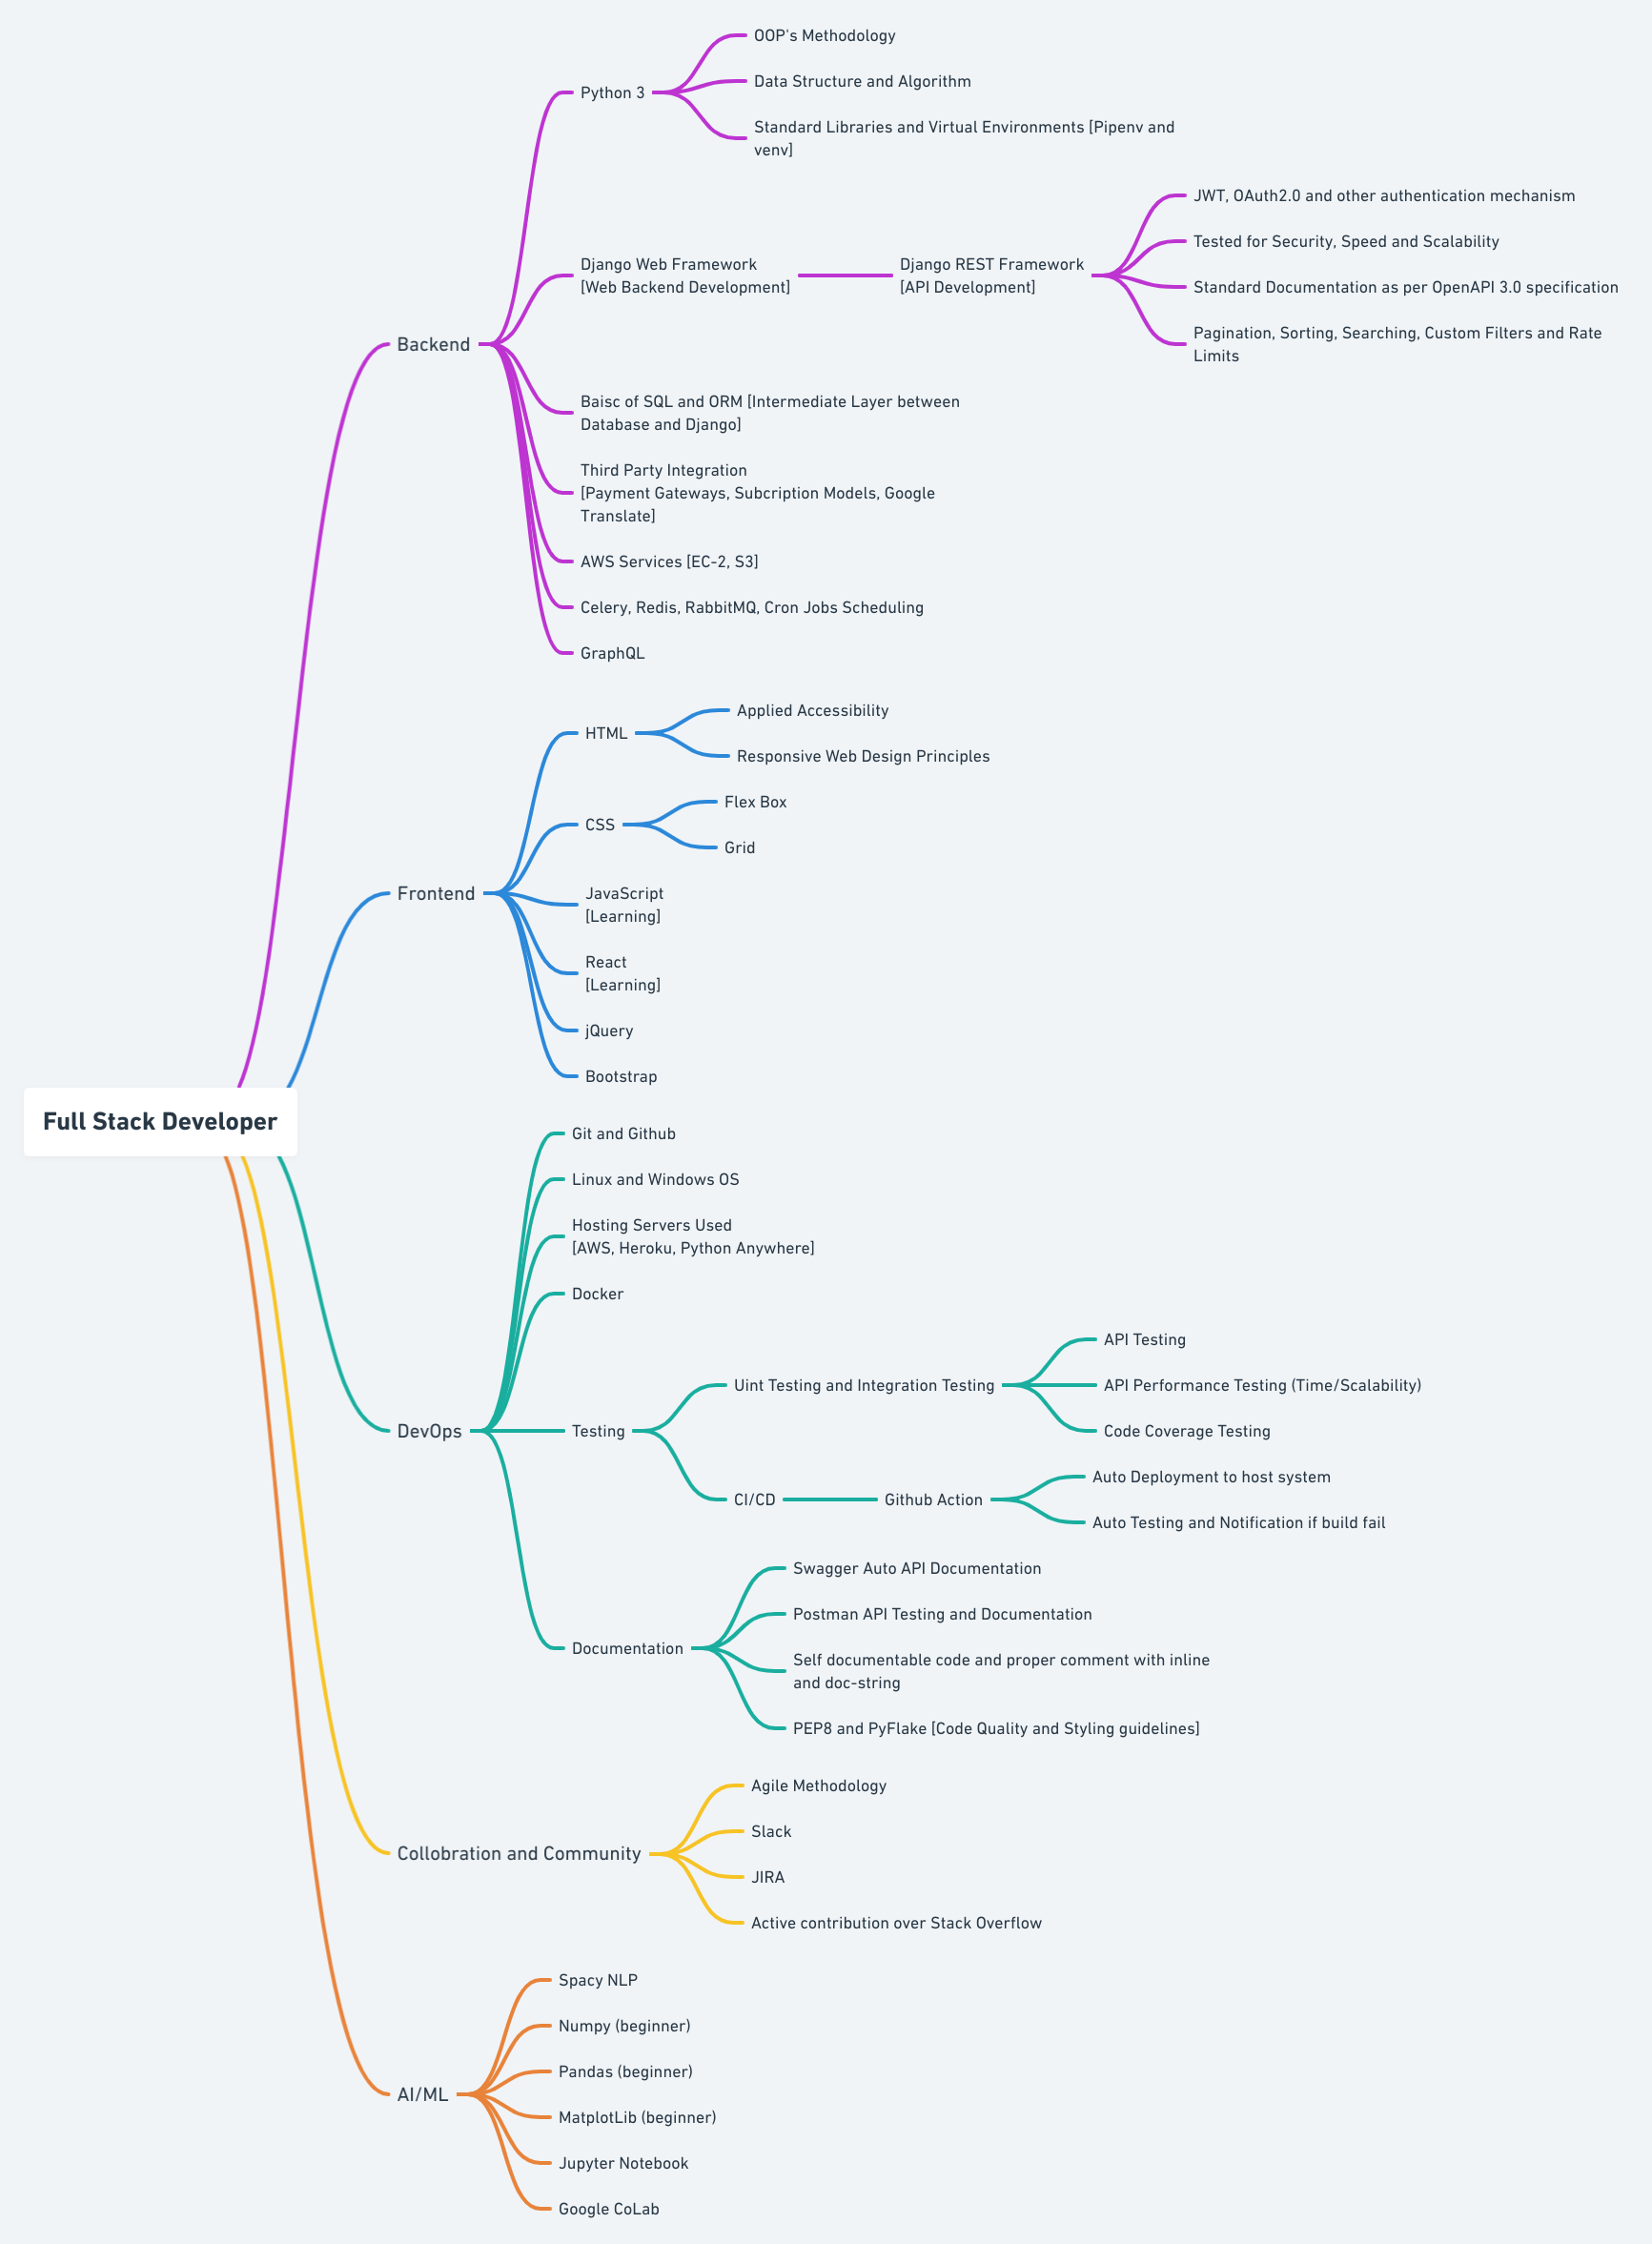 OOP's Methodology
Python 3
Data Structure and Algorithm
Standard Libraries and Virtual Environments [Pipenv and
venv]
JWT, OAuth2.0 and other authentication mechanism
Tested for Security, Speed and Scalability
Django Web Framework
[Web Backend Development]
Django REST Framework
[API Development]
Standard Documentation as per OpenAPI 3.0 specification
Pagination, Sorting, Searching, Custom Filters and Rate
Limits
Backend
Baisc of SQL and ORM [Intermediate Layer between
Database and Django]
Third Party Integration
[Payment Gateways, Subcription Models, Google
Translate]
AWS Services [EC-2, S3]
Celery, Redis, RabbitMQ, Cron Jobs Scheduling
GraphQL
Applied Accessibility
HTML
Responsive Web Design Principles
Flex Box
CSS
Grid
Frontend
JavaScript
[Learning]
React
[Learning]
jQuery
Bootstrap
Full Stack Developer
Git and Github
Linux and Windows OS
Hosting Servers Used
[AWS, Heroku, Python Anywhere]
Docker
API Testing
Uint Testing and Integration Testing
API Performance Testing (Time/Scalability)
Code Coverage Testing
DevOps
Testing
Auto Deployment to host system
CI/CD
Github Action
Auto Testing and Notification if build fail
Swagger Auto API Documentation
Postman API Testing and Documentation
Documentation
Self documentable code and proper comment with inline
and doc-string
PEP8 and PyFlake [Code Quality and Styling guidelines]
Agile Methodology
Slack
Collobration and Community
JIRA
Active contribution over Stack Overflow
Spacy NLP
Numpy (beginner)
Pandas (beginner)
AI/ML
MatplotLib (beginner)
Jupyter Notebook
Google CoLab